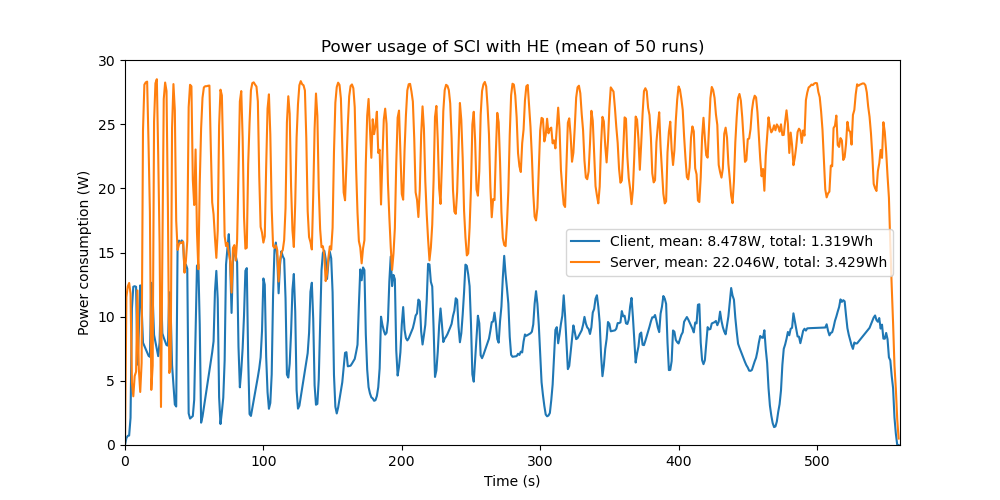 Power usage of SCI with HE (mean of 50 runs)
Power consumption (W)
30
25
20
15
10
5
0
Client, mean: 8.478W, total: 1.319Wh
Server, mean: 22.046W, total: 3.429Wh
0 100 200 300 400 500
Time (s)